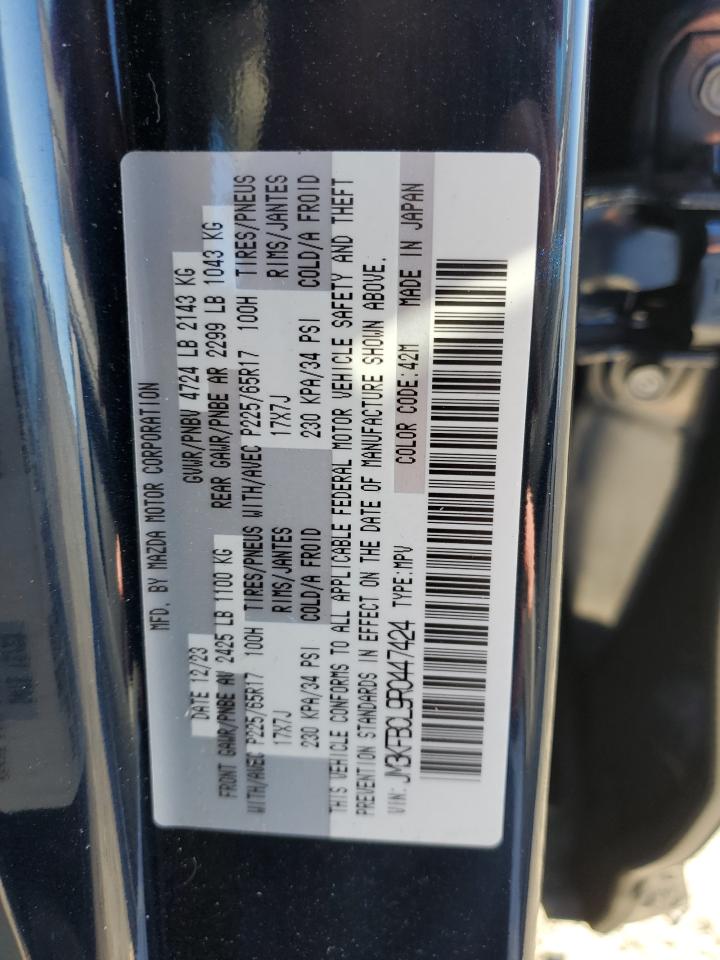 MFD. BY MAZDA MOTOR CORPORATION
DATE 12/23 GVWR/PNBV 4724 LB 2143 KG
FRONT GAWR/PNBE AV 2425 LB 1100 KG REAR GAWR/PNBE AR 2299 LB 1043 KG
WITH/AVEC P225/65R17 100H TIRES/PNEUS WITH/AVEC P225/65R17 100H TIRES/PNEUS
17X7J RIMS/JANTES 17X7J RIMS/JANTES
230 KPA/34 PSI COLD/A FROID 230 KPA/34 PSI COLD/A FROID
THIS VEHICLE CONFORMS TO ALL APPLICABLE FEDERAL MOTOR VEHICLE SAFETY AND THEFT
PREVENTION STANDARDS IN EFFECT ON THE DATE OF MANUFACTURE SHOWN ABOVE.
VIN: JM3KFBCL9R0447424 TYPE:MPV COLOR CODE:42M MADE IN JAPAN